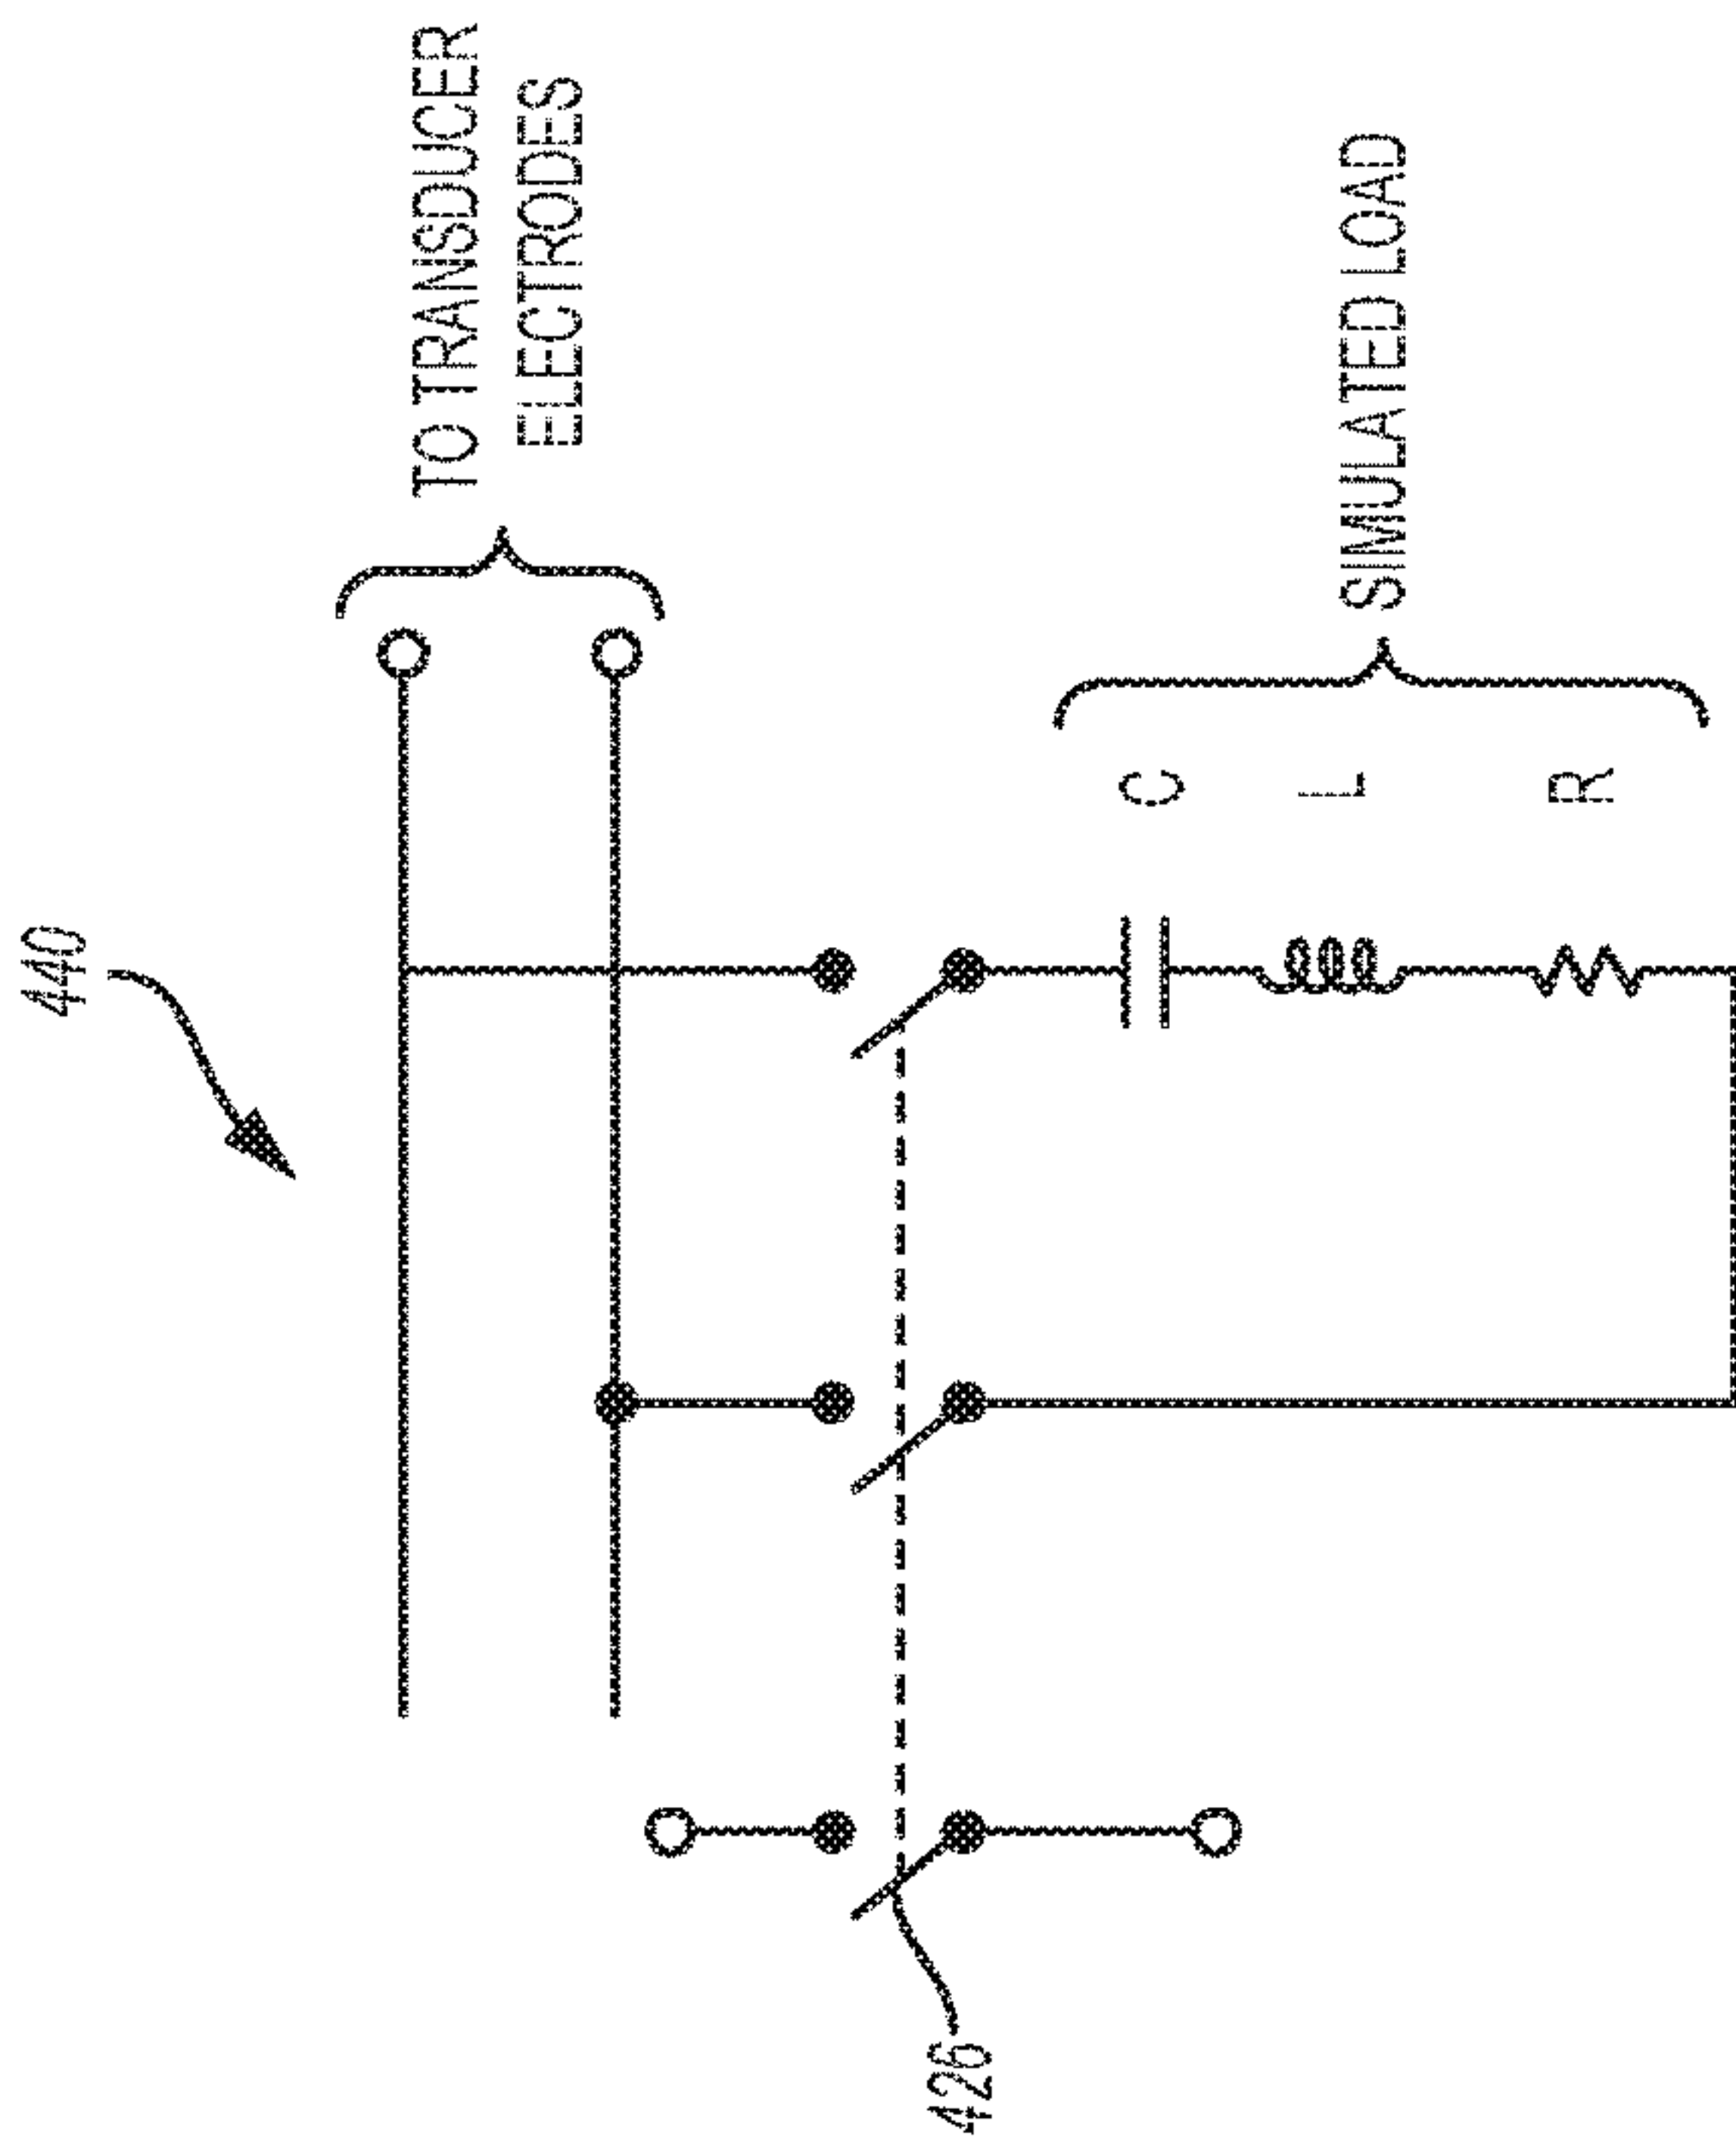 440
TO TRANSDUCER
ELECTRODES
C
L
R
SIMULATED LOAD
426